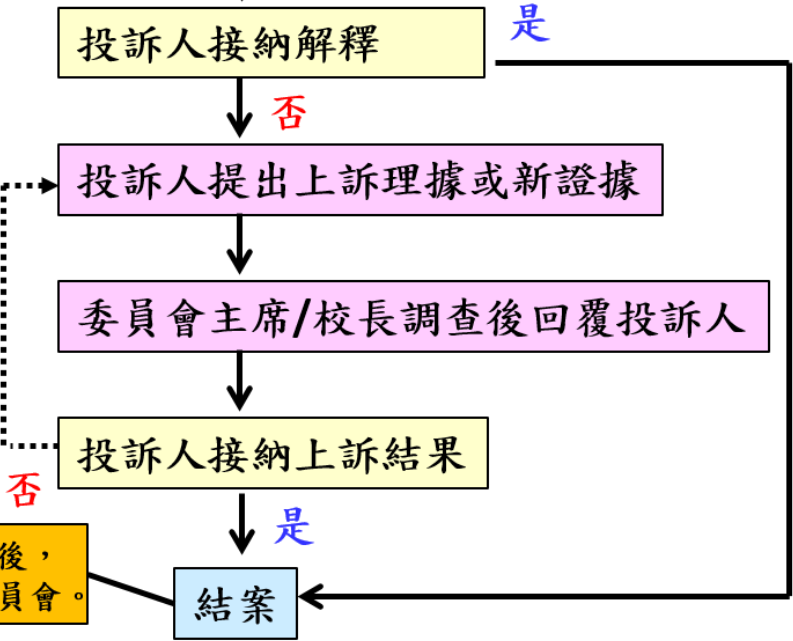 投訴人接納解釋
是
否
投訴人提出上訴理據或新證據
委員會主席/校長調查後回覆投訴人
投訴人接納上訴結果
否
是
後，
員會。
結案